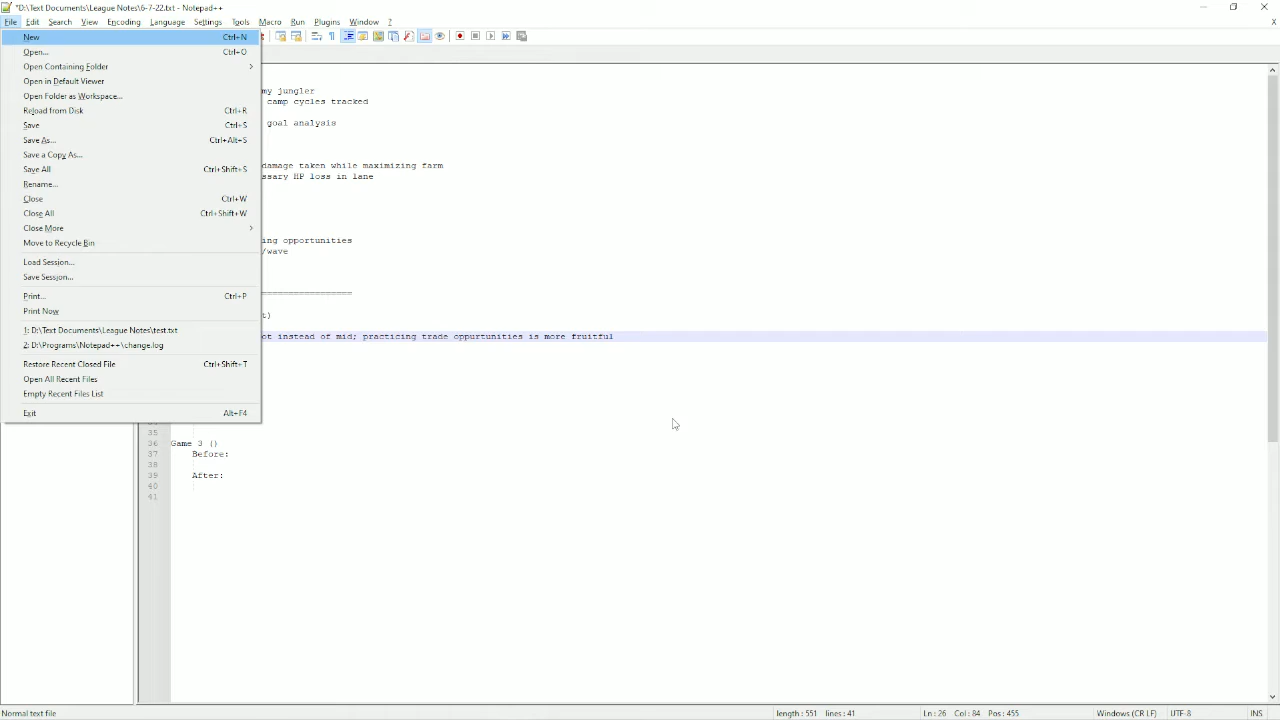 *D:\Text Documents\League Notes\6-7-22.txt - Notepad++
File Edit Search View Encoding Language Settings Tools Macro Run Plugins Window ?
X
New Ctrl+N
Open... Ctrl+O
Open Containing Folder >
Open in Default Viewer
Open Folder as Workspace...
Reload from Disk Ctrl+R
Save Ctrl+S
Save As... Ctrl+Alt+S
Save a Copy As...
Save All Ctrl+Shift+S
Rename...
Close Ctrl+W
Close All Ctrl+Shift+W
Close More >
Move to Recycle Bin
Load Session...
Save Session...
Print... Ctrl+P
Print Now
1: D:\Text Documents\League Notes\test.txt
2: D:\Programs\Notepad++\change.log
Restore Recent Closed File Ctrl+Shift+T
Open All Recent Files
Empty Recent Files List
Exit Alt+F4
my jungler
camp cycles tracked
goal analysis
damage taken while maximizing farm
ssary HP loss in lane
ing opportunities
/wave
=================
t)
ot instead of mid; practicing trade oppurtunities is more fruitful
35
36 Game 3 ()
37 Before:
38
39 After:
40
41
Normal text file
length : 551 lines : 41
Ln : 26 Col : 84 Pos : 455
Windows (CR LF)
UTF-8
INS